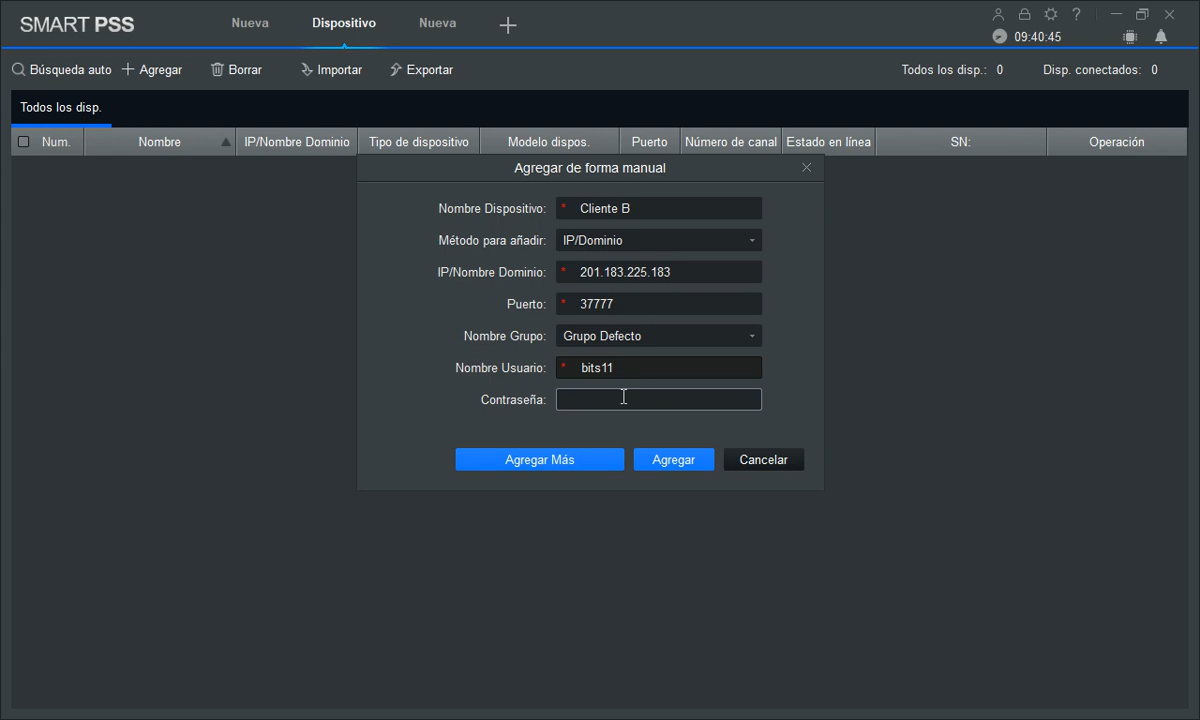 SMART PSS
Nueva
Dispositivo
Nueva
09:40:45
Búsqueda auto
Agregar
Borrar
Importar
Exportar
Todos los disp.: 0
Disp. conectados: 0
Todos los disp.
Num.
Nombre
IP/Nombre Dominio
Tipo de dispositivo
Modelo dispos.
Puerto
Número de canal
Estado en línea
SN:
Operación
Agregar de forma manual
Nombre Dispositivo: * Cliente B
Método para añadir: IP/Dominio
IP/Nombre Dominio: * 201.183.225.183
Puerto: * 37777
Nombre Grupo: Grupo Defecto
Nombre Usuario: * bits11
Contraseña:
Agregar Más
Agregar
Cancelar